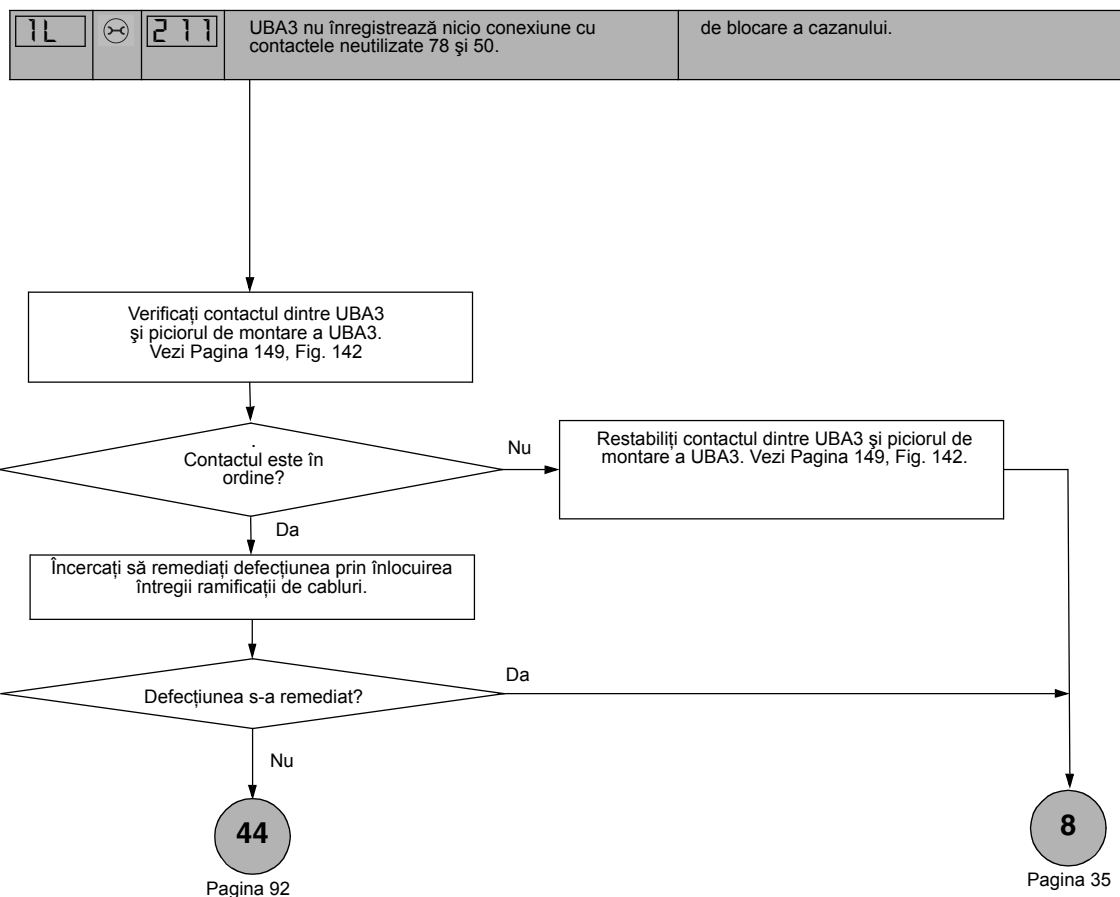 1L
211
UBA3 nu înregistrează nicio conexiune cu
contactele neutilizate 78 şi 50.
de blocare a cazanului.
Verificați contactul dintre UBA3
şi piciorul de montare a UBA3.
Vezi Pagina 149, Fig. 142
.
Contactul este în
ordine?
Nu
Restabiliți contactul dintre UBA3 şi piciorul de
montare a UBA3. Vezi Pagina 149, Fig. 142.
Da
Încercați să remediați defecțiunea prin înlocuirea
întregii ramificații de cabluri.
Defecțiunea s-a remediat?
Da
Nu
44
Pagina 92
8
Pagina 35